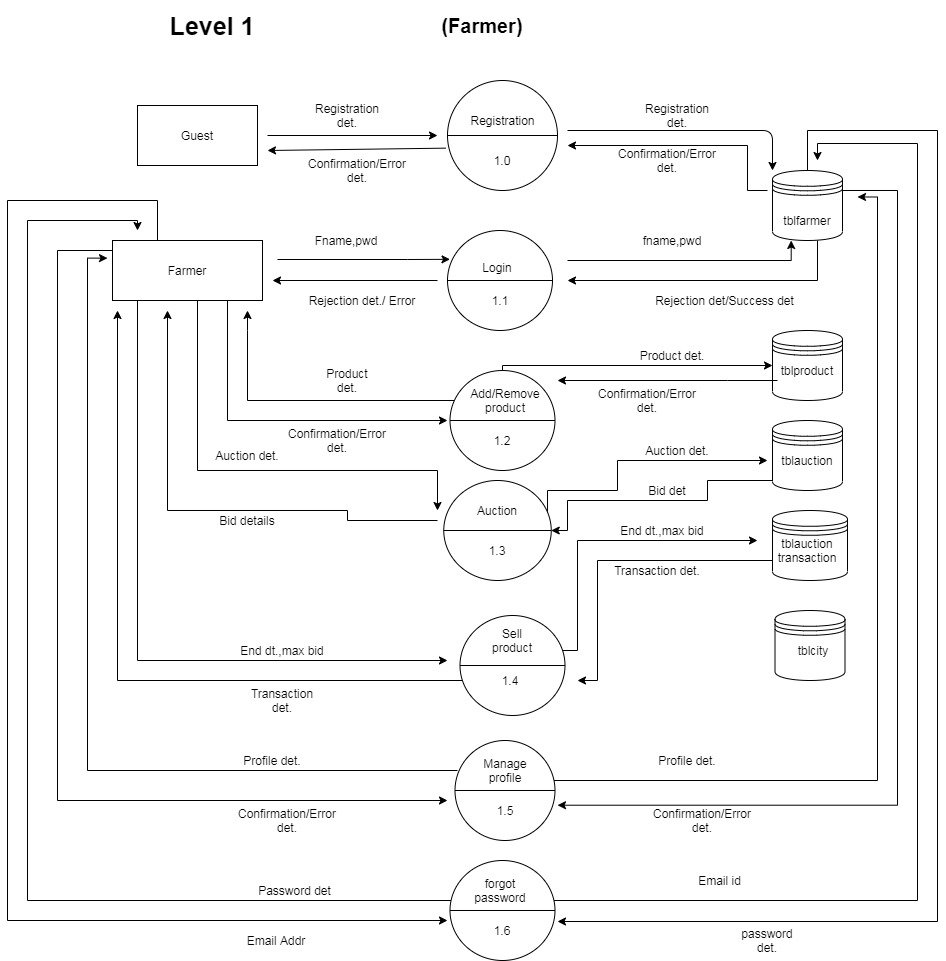 Level 1
(Farmer)
Guest
Registration
det.
Confirmation/Error
det.
Registration
1.0
Registration
det.
Confirmation/Error
det.
tblfarmer
Farmer
Fname,pwd
Rejection det./ Error
Login
1.1
fname,pwd
Rejection det/Success det
Product
det.
Confirmation/Error
det.
Add/Remove
product
1.2
Product det.
Confirmation/Error
det.
tblproduct
Auction det.
Bid details
Auction
1.3
Auction det.
Bid det
tblauction
End dt.,max bid
Transaction det.
tblauction
transaction
End dt.,max bid
Transaction
det.
Sell
product
1.4
tblcity
Profile det.
Confirmation/Error
det.
Manage
profile
1.5
Profile det.
Confirmation/Error
det.
Password det
Email Addr
forgot
password
1.6
Email id
password
det.